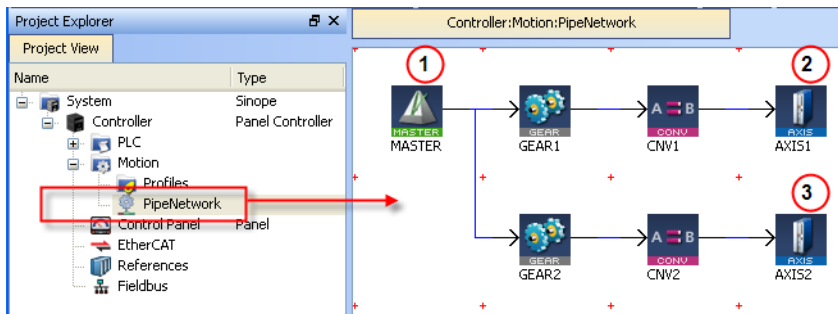 Project Explorer
Project View
Name Type
System Sinope
Controller Panel Controller
PLC
Motion
Profiles
PipeNetwork
Control Panel Panel
EtherCAT
References
Fieldbus
Controller:Motion:PipeNetwork
1
2
MASTER
GEAR
A B
CONV
AXIS
MASTER
GEAR1
CNV1
AXIS1
3
GEAR
A B
CONV
AXIS
GEAR2
CNV2
AXIS2